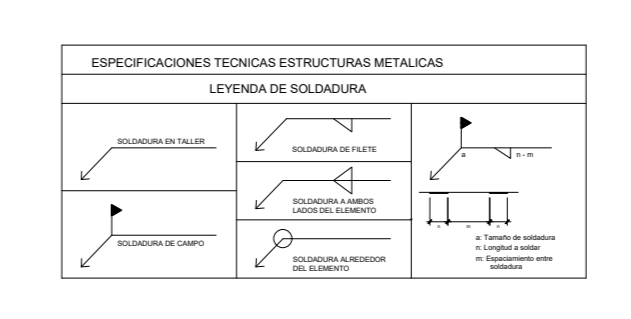 ESPECIFICACIONES TECNICAS ESTRUCTURAS METALICAS
LEYENDA DE SOLDADURA
SOLDADURA EN TALLER
SOLDADURA DE CAMPO
SOLDADURA DE FILETE
SOLDADURA A AMBOS
LADOS DEL ELEMENTO
SOLDADURA ALREDEDOR
DEL ELEMENTO
a
n - m
n
m
n
a: Tamaño de soldadura
n: Longitud a soldar
m: Espaciamiento entre
soldadura